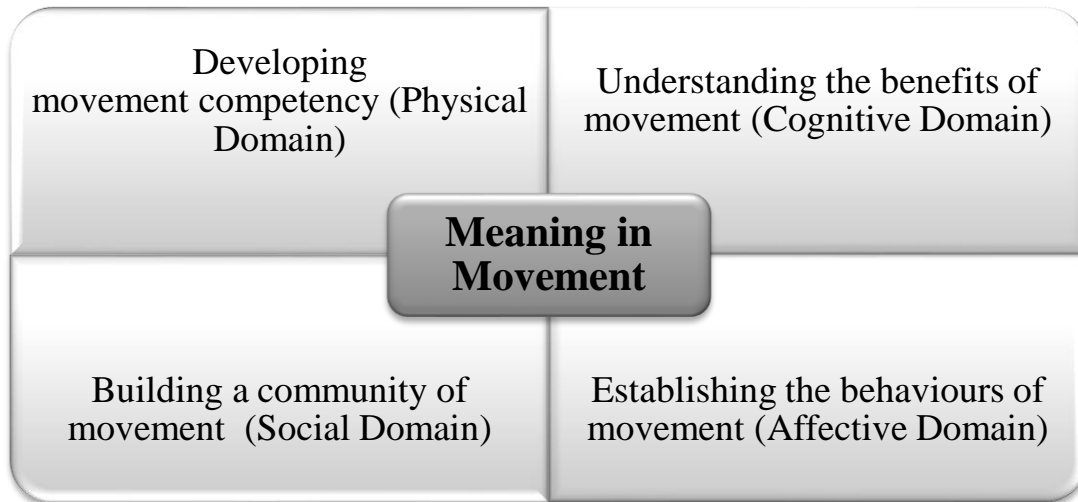 Developing
movement competency (Physical
Domain)
Understanding the benefits of
movement (Cognitive Domain)
Meaning in
Movement
Building a community of
movement (Social Domain)
Establishing the behaviours of
movement (Affective Domain)